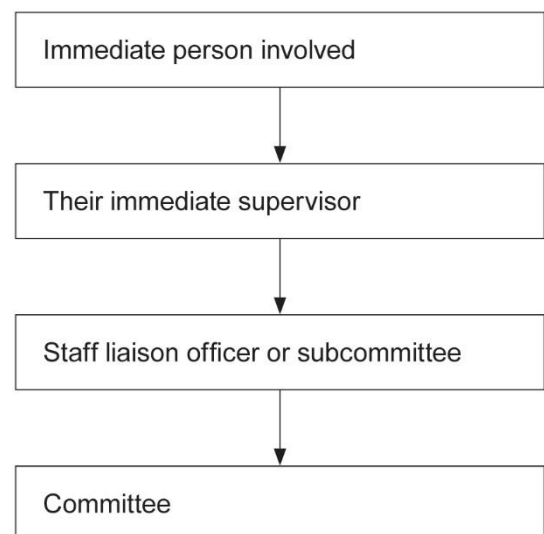 Immediate person involved
Their immediate supervisor
Staff liaison officer or subcommittee
Committee